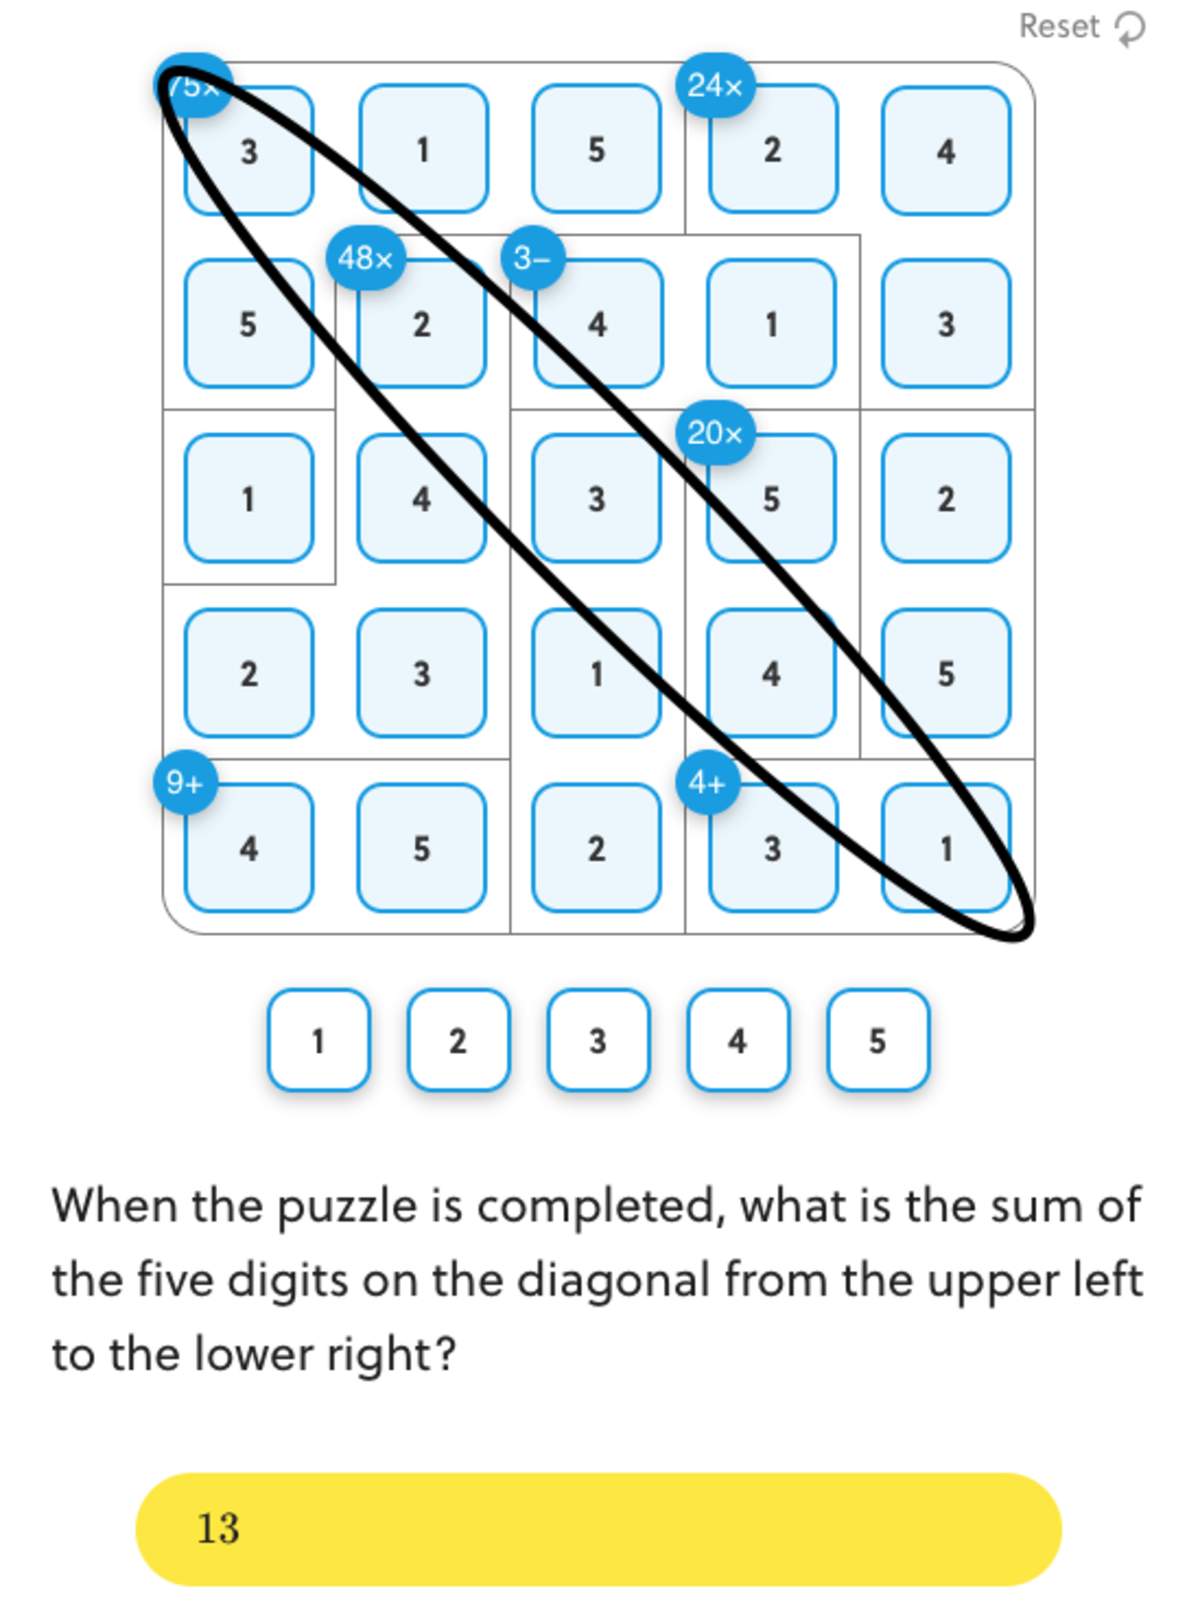 Reset
75× 24×
3 1 5 2 4
48× 3−
5 2 4 1 3
20×
1 4 3 5 2
2 3 1 4 5
9+ 4+
4 5 2 3 1
1 2 3 4 5
When the puzzle is completed, what is the sum of
the five digits on the diagonal from the upper left
to the lower right?
13